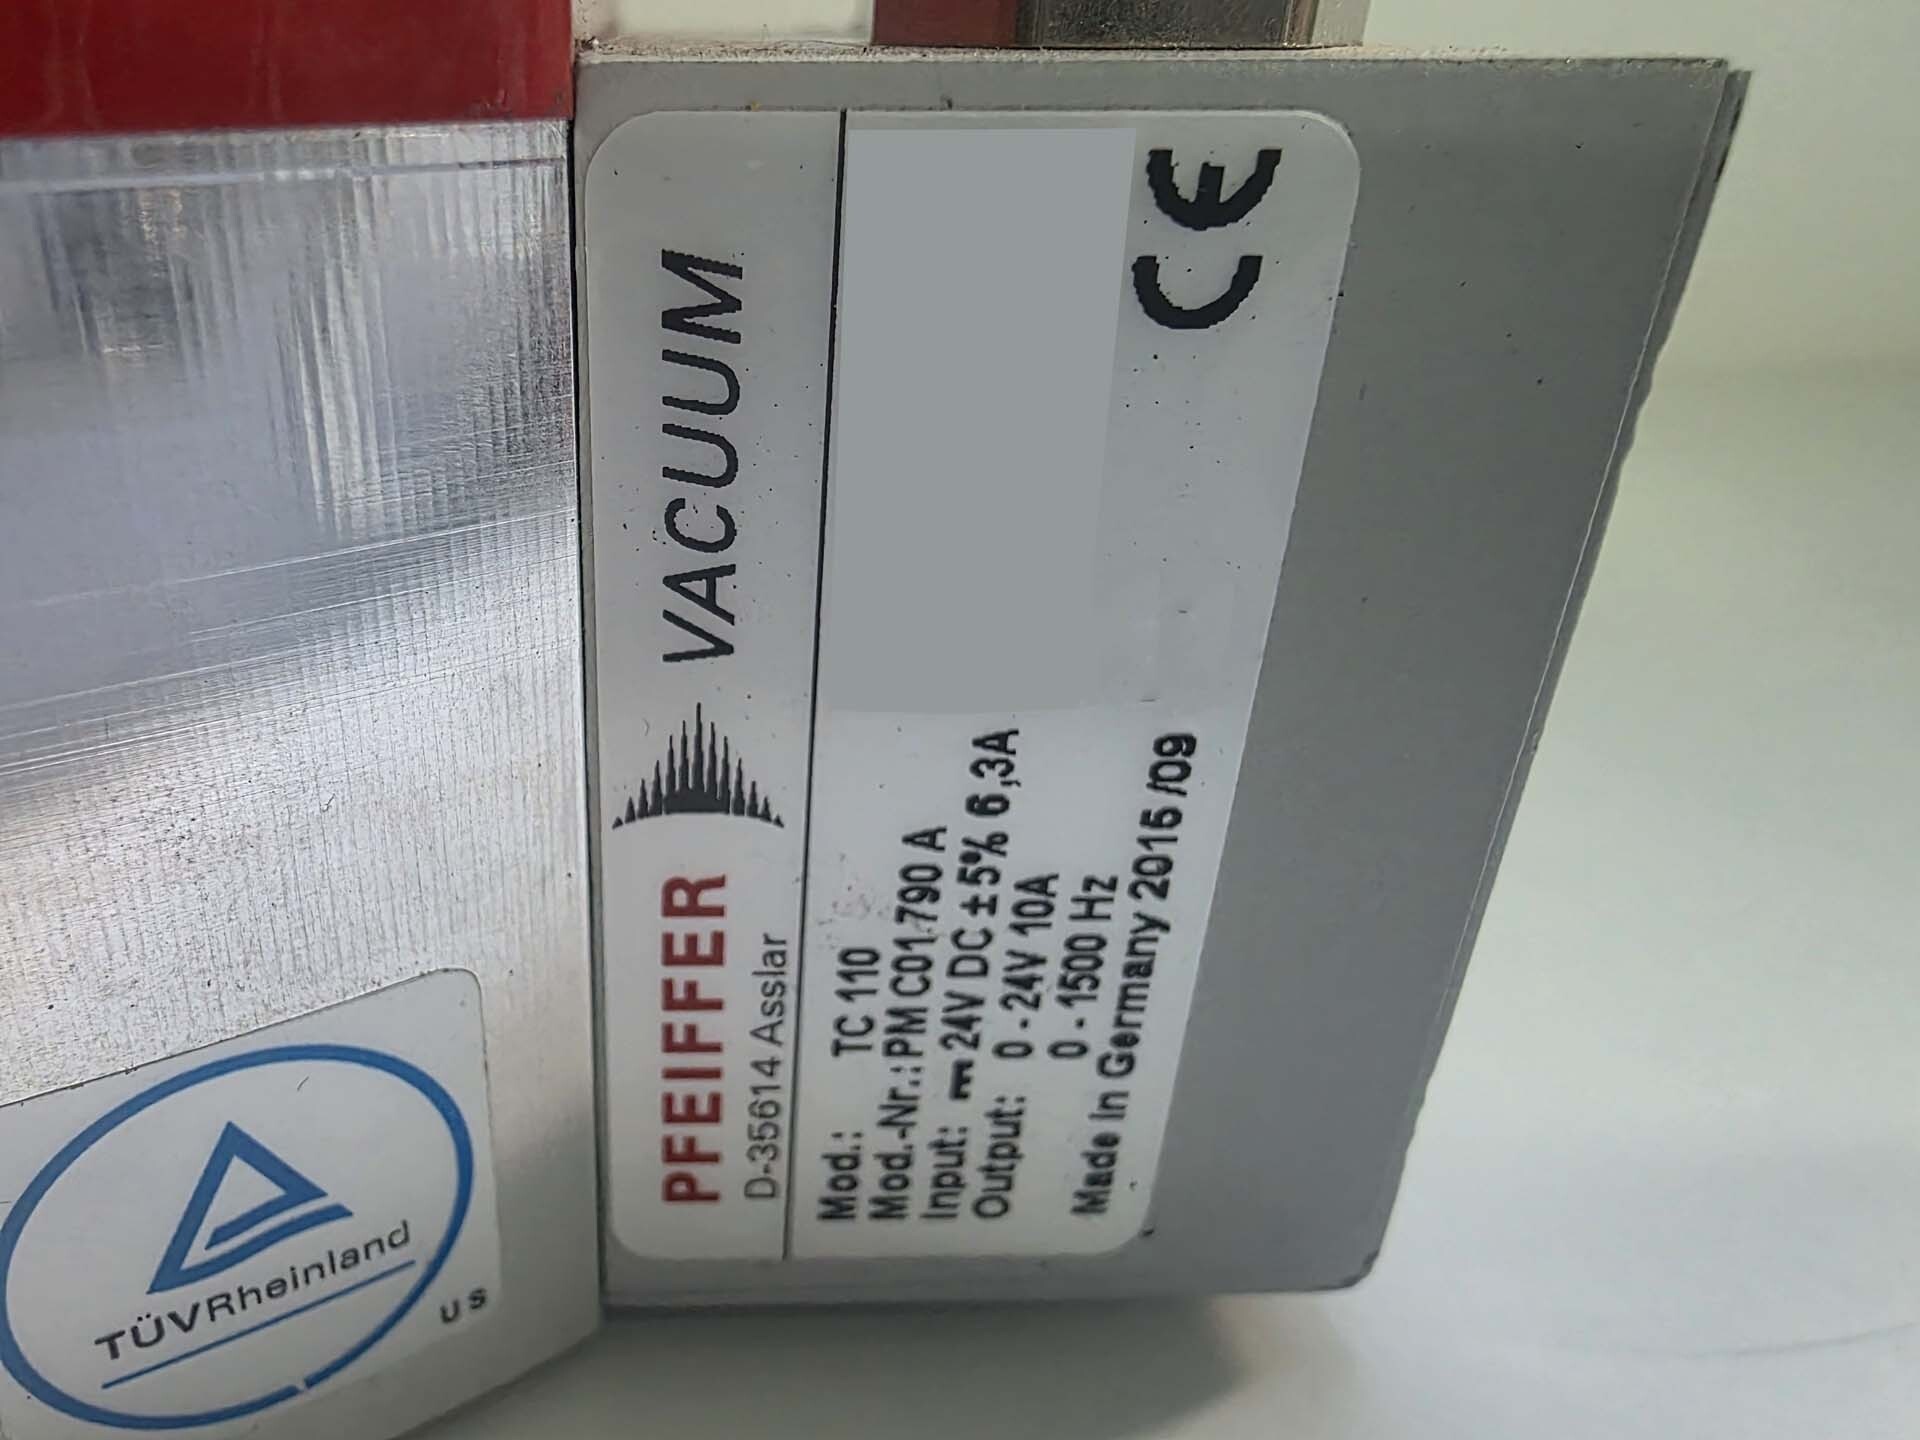 PFEIFFER VACUUM
D-35614 Asslar
Mod.: TC 110
Mod.-Nr.: PM C01 790 A
Input: ⎓ 24V DC ± 5% 6,3A
Output: 0 - 24V 10A
0 - 1500 Hz
Made in Germany 2015/09
CE
TÜVRheinland
US